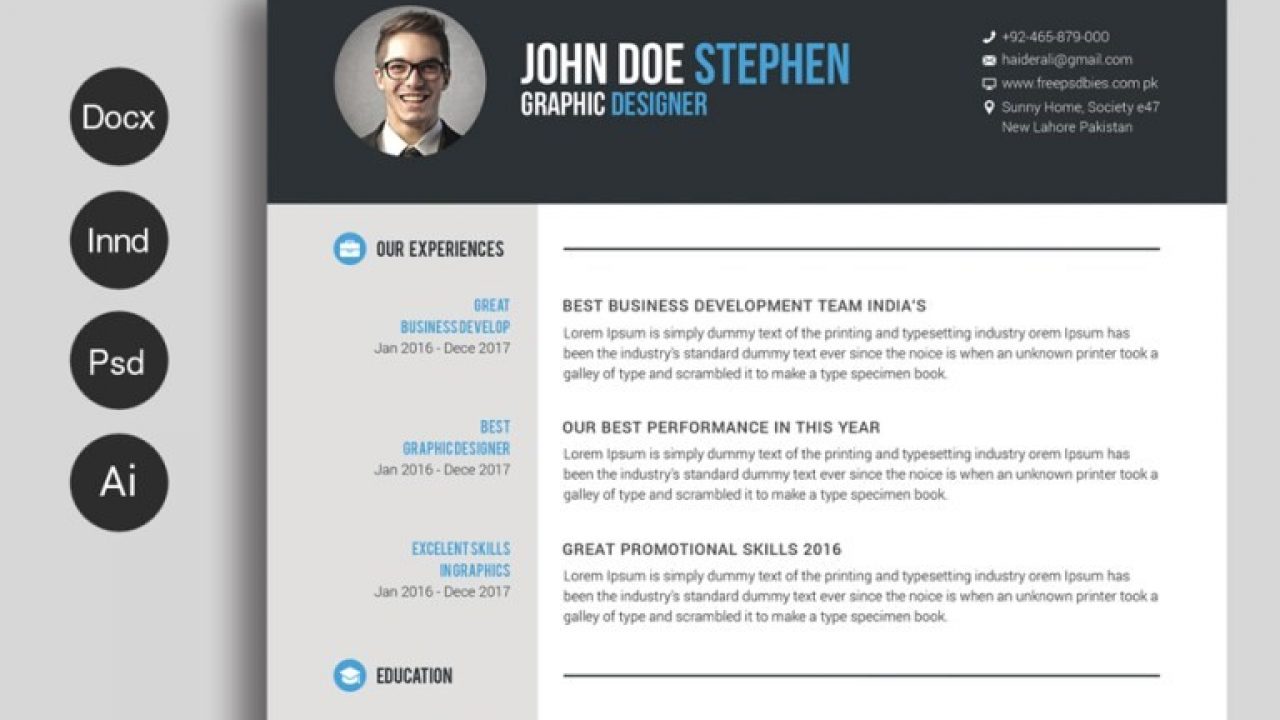 Docx
Innd
Psd
Ai
JOHN DOE STEPHEN
GRAPHIC DESIGNER
+92-465-879-000
haiderali@gmail.com
www.freepsdbies.com.pk
Sunny Home, Society e47
New Lahore Pakistan
OUR EXPERIENCES
GREAT
BUSINESS DEVELOP
Jan 2016 - Dece 2017
BEST BUSINESS DEVELOPMENT TEAM INDIA'S
Lorem Ipsum is simply dummy text of the printing and typesetting industry orem Ipsum has
been the industry's standard dummy text ever since the noice is when an unknown printer took a
galley of type and scrambled it to make a type specimen book.
BEST
GRAPHIC DESIGNER
Jan 2016 - Dece 2017
OUR BEST PERFORMANCE IN THIS YEAR
Lorem Ipsum is simply dummy text of the printing and typesetting industry orem Ipsum has
been the industry's standard dummy text ever since the noice is when an unknown printer took a
galley of type and scrambled it to make a type specimen book.
EXCELENT SKILLS
IN GRAPHICS
Jan 2016 - Dece 2017
GREAT PROMOTIONAL SKILLS 2016
Lorem Ipsum is simply dummy text of the printing and typesetting industry orem Ipsum has
been the industry's standard dummy text ever since the noice is when an unknown printer took a
galley of type and scrambled it to make a type specimen book.
EDUCATION